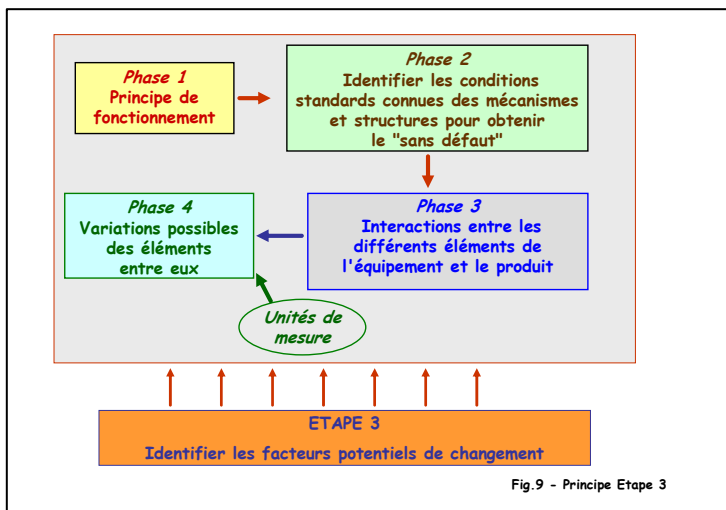 Phase 1
Principe de
fonctionnement
Phase 2
Identifier les conditions
standards connues des mécanismes
et structures pour obtenir
le "sans défaut"
Phase 3
Interactions entre les
différents éléments de
l'équipement et le produit
Phase 4
Variations possibles
des éléments
entre eux
Unités de
mesure
ETAPE 3
Identifier les facteurs potentiels de changement
Fig.9 - Principe Etape 3